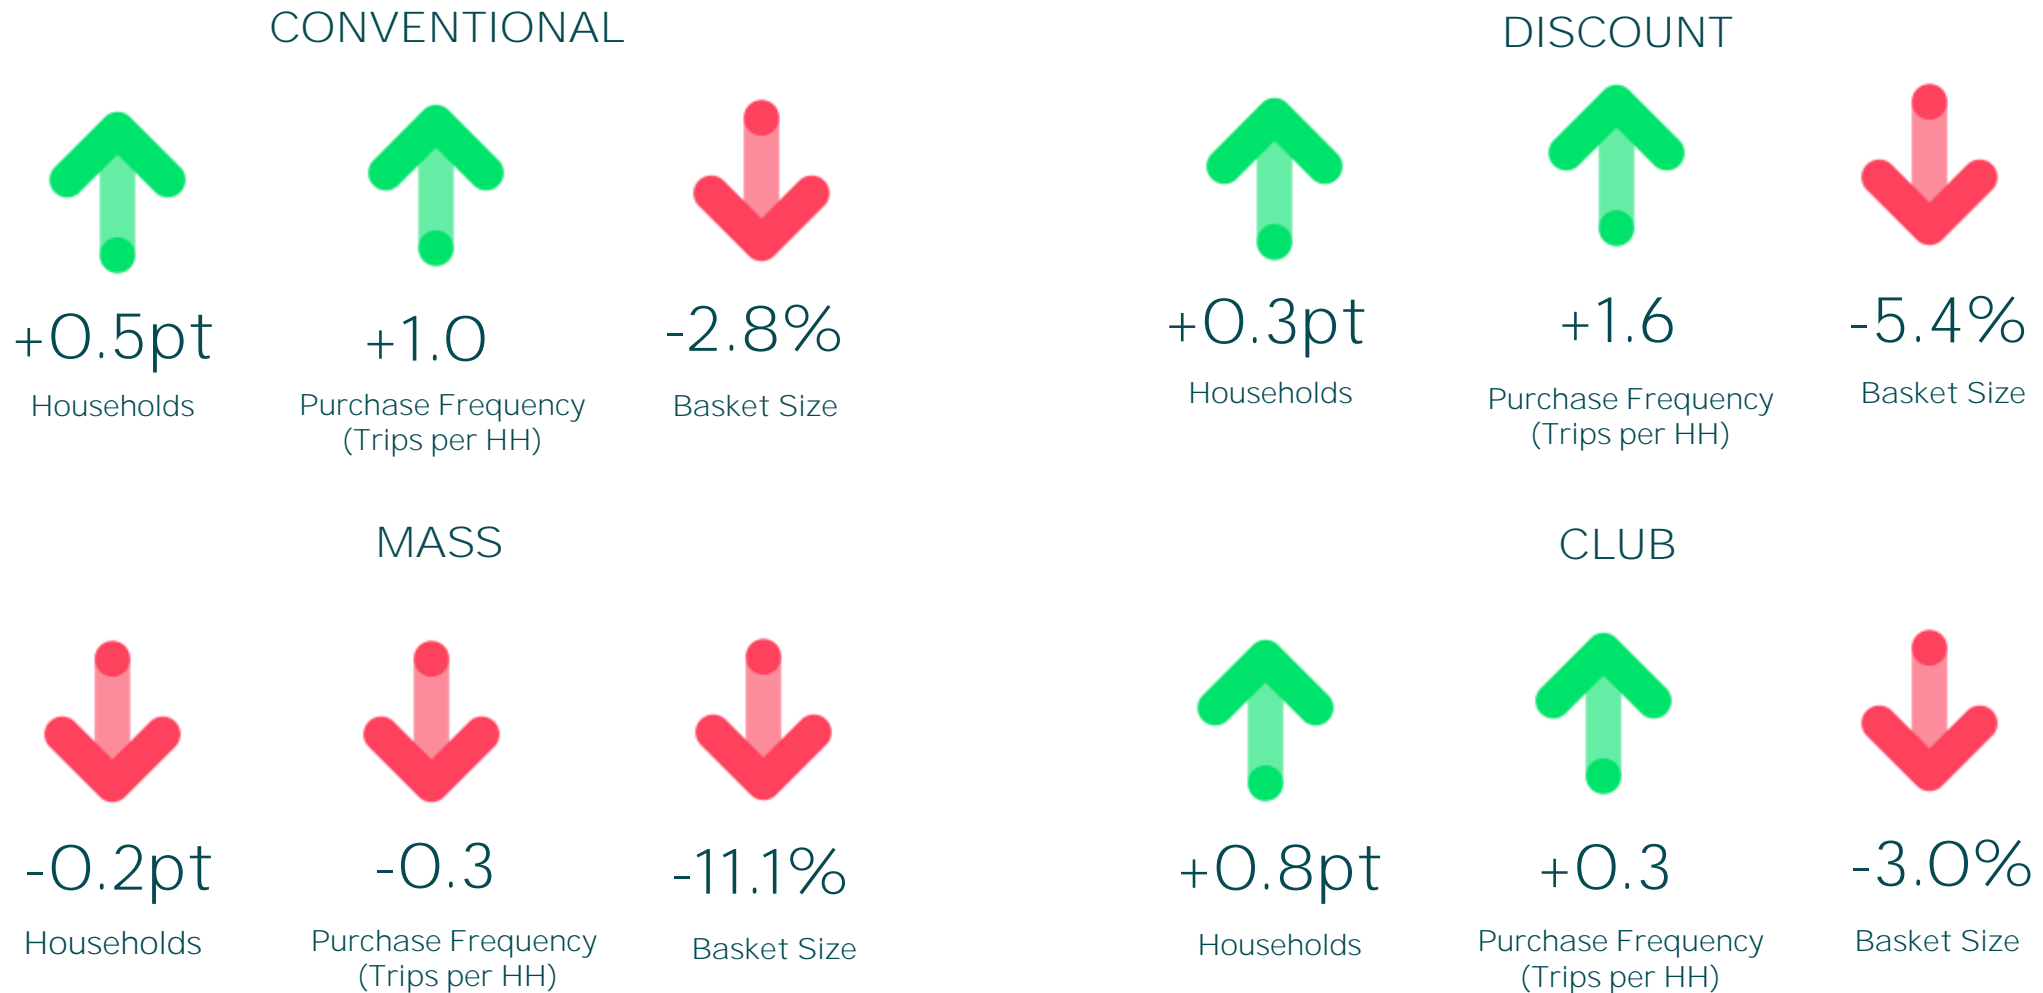 CONVENTIONAL
+0.5pt
Households
+1.0
Purchase Frequency
(Trips per HH)
-2.8%
Basket Size
DISCOUNT
+0.3pt
Households
+1.6
Purchase Frequency
(Trips per HH)
-5.4%
Basket Size
MASS
-0.2pt
Households
-0.3
Purchase Frequency
(Trips per HH)
-11.1%
Basket Size
CLUB
+0.8pt
Households
+0.3
Purchase Frequency
(Trips per HH)
-3.0%
Basket Size